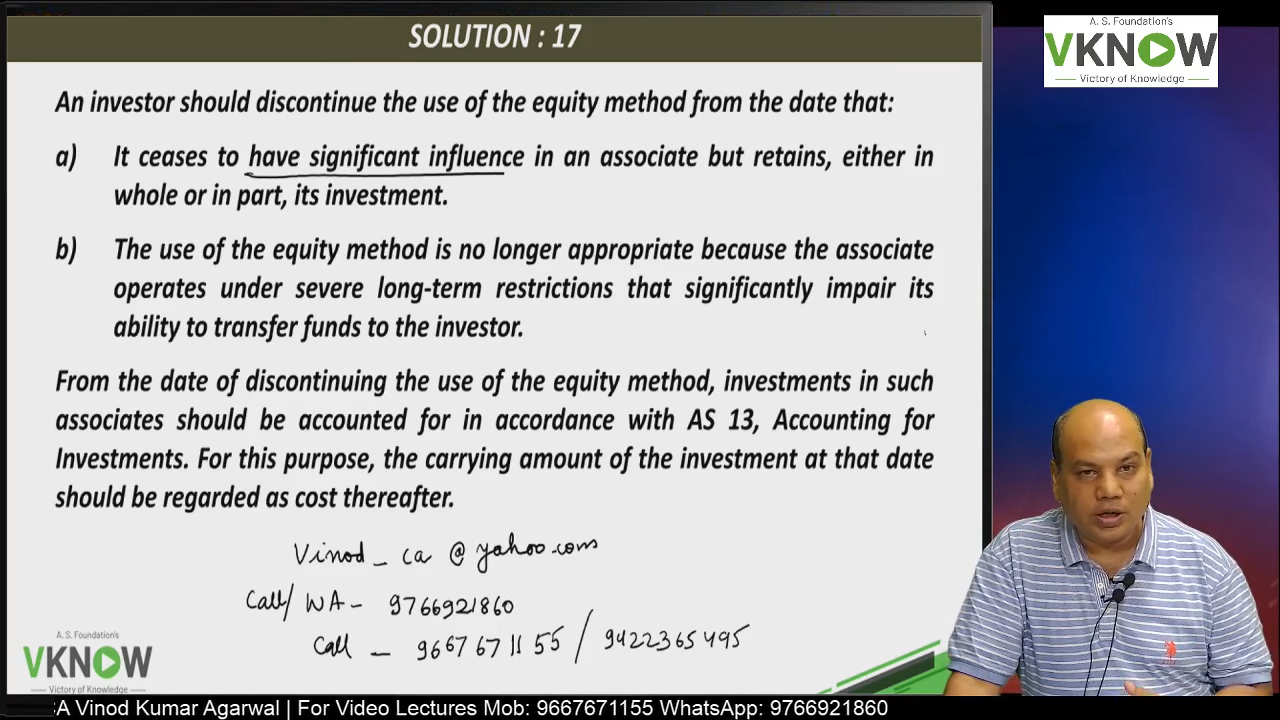 SOLUTION : 17
A. S. Foundation's
VKNOW
Victory of Knowledge
An investor should discontinue the use of the equity method from the date that:
a) It ceases to have significant influence in an associate but retains, either in
whole or in part, its investment.
b) The use of the equity method is no longer appropriate because the associate
operates under severe long-term restrictions that significantly impair its
ability to transfer funds to the investor.
From the date of discontinuing the use of the equity method, investments in such
associates should be accounted for in accordance with AS 13, Accounting for
Investments. For this purpose, the carrying amount of the investment at that date
should be regarded as cost thereafter.
Vinod_ca@yahoo.com
Call/WA - 9766921860
Call - 9667671155 / 9422365495
A. S. Foundation's
VKNOW
Victory of Knowledge
CA Vinod Kumar Agarwal | For Video Lectures Mob: 9667671155 WhatsApp: 9766921860